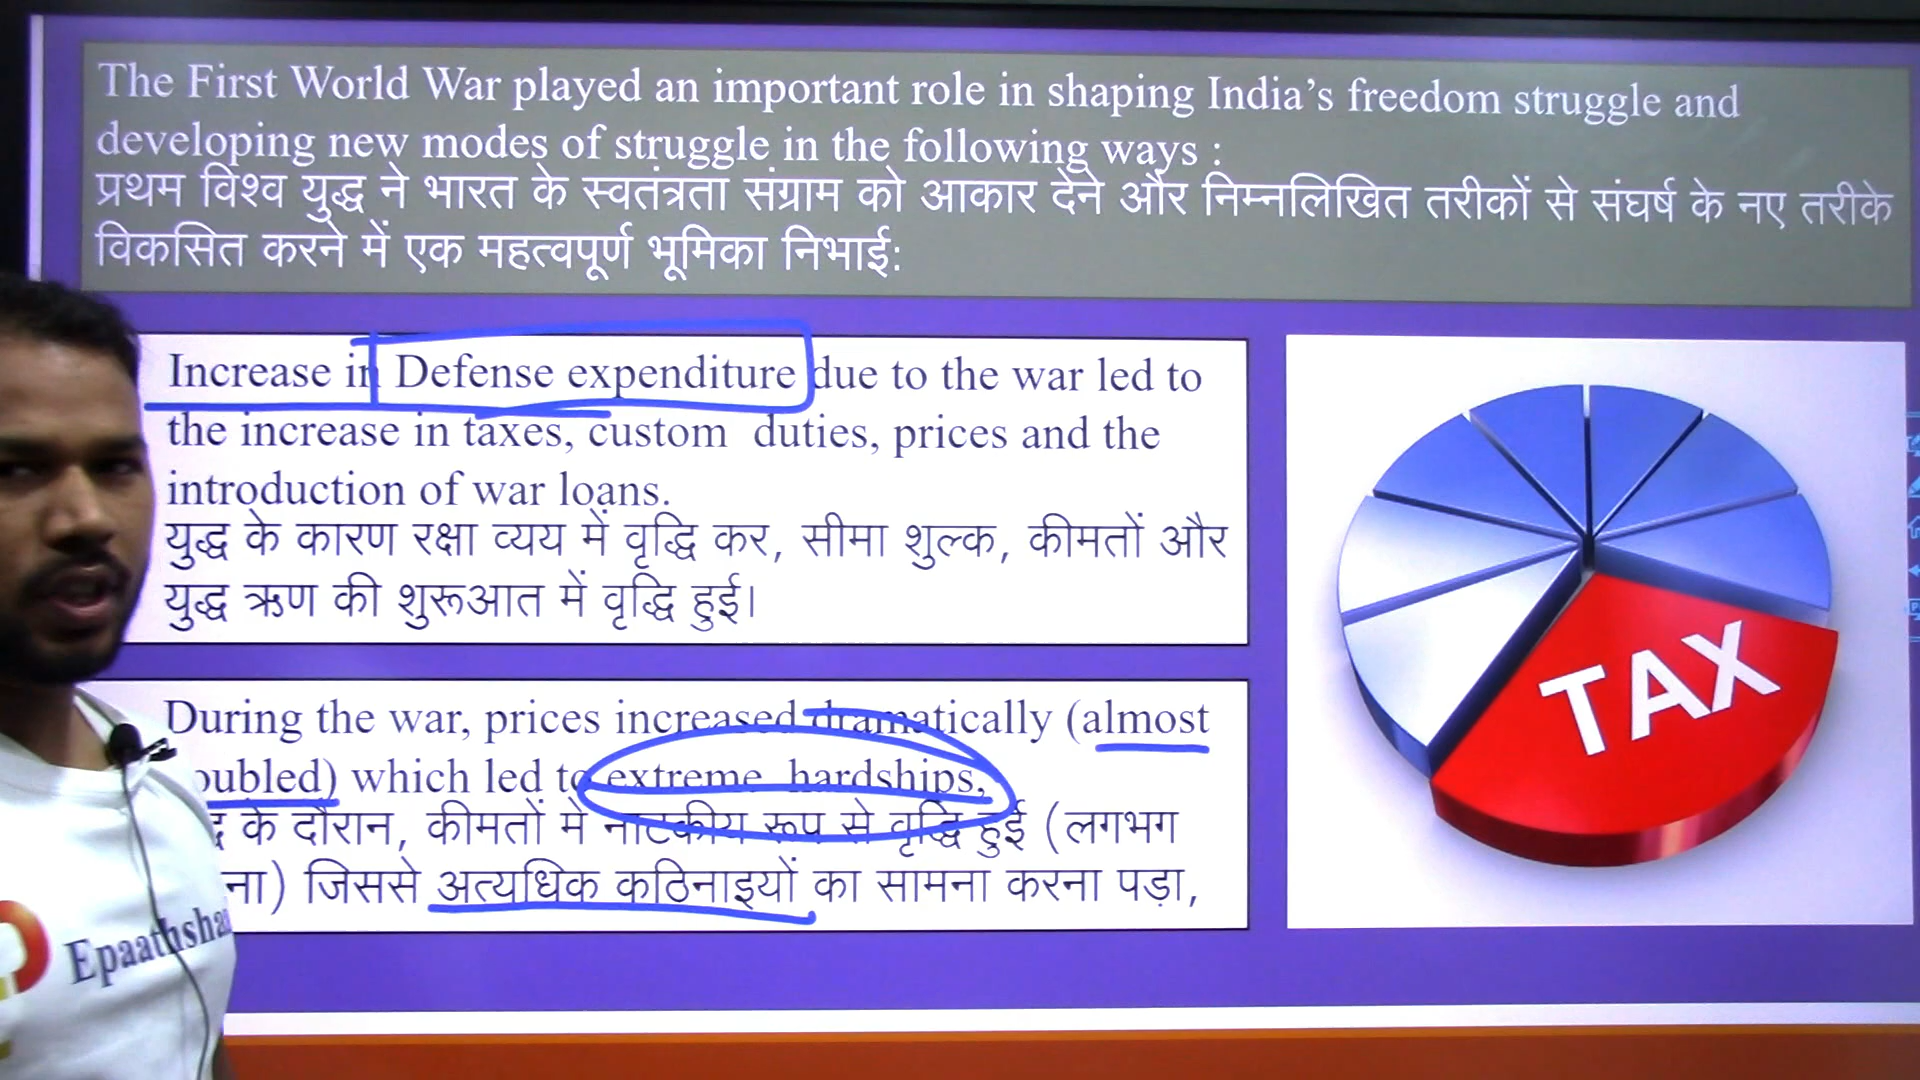 The First World War played an important role in shaping India's freedom struggle and
developing new modes of struggle in the following ways :
प्रथम विश्व युद्ध ने भारत के स्वतंत्रता संग्राम को आकार देने और निम्नलिखित तरीकों से संघर्ष के नए तरीके
विकसित करने में एक महत्वपूर्ण भूमिका निभाई:
Increase in Defense expenditure due to the war led to
the increase in taxes, custom duties, prices and the
introduction of war loans.
युद्ध के कारण रक्षा व्यय में वृद्धि कर, सीमा शुल्क, कीमतों और
युद्ध ऋण की शुरूआत में वृद्धि हुई।
During the war, prices increased dramatically (almost
oubled) which led to extreme hardships,
के दौरान, कीमतों में नाटकीय रूप से वृद्धि हुई (लगभग
ना) जिससे अत्यधिक कठिनाइयों का सामना करना पड़ा,
TAX
Epaathsha